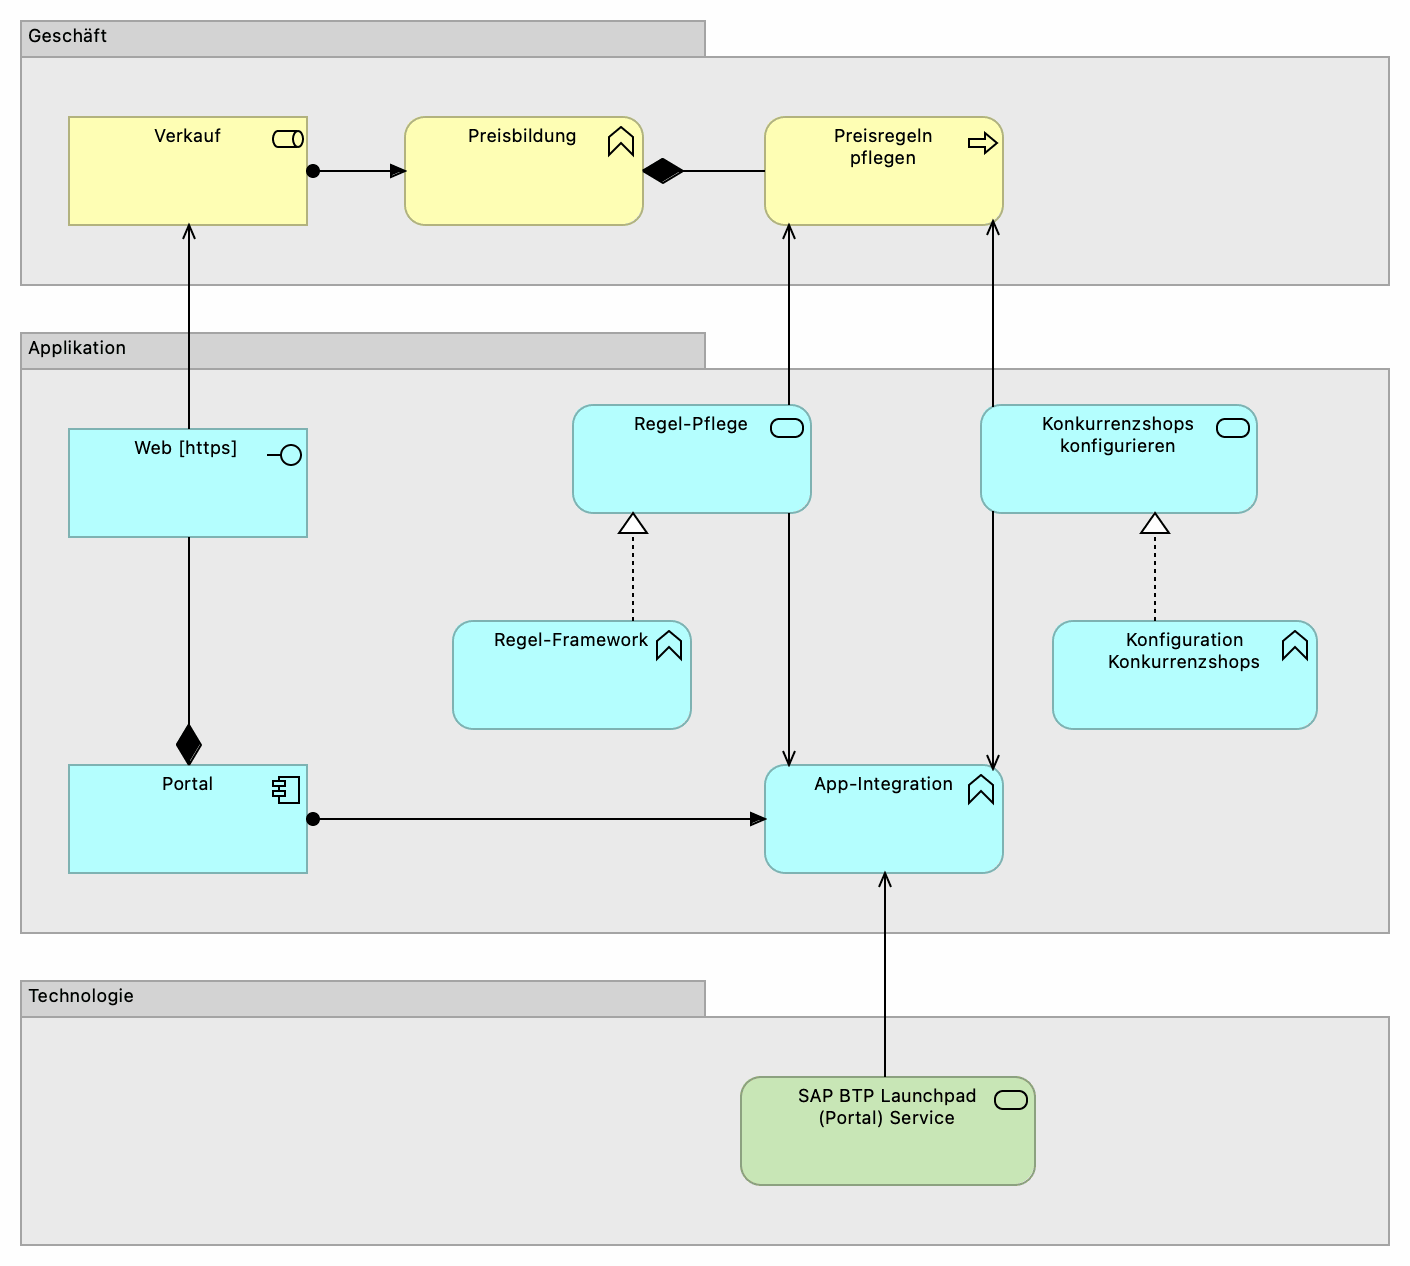 Geschäft
Verkauf
Preisbildung
Preisregeln
pflegen
Applikation
Web [https]
Regel-Pflege
Konkurrenzshops
konfigurieren
Regel-Framework
Konfiguration
Konkurrenzshops
Portal
App-Integration
Technologie
SAP BTP Launchpad
(Portal) Service